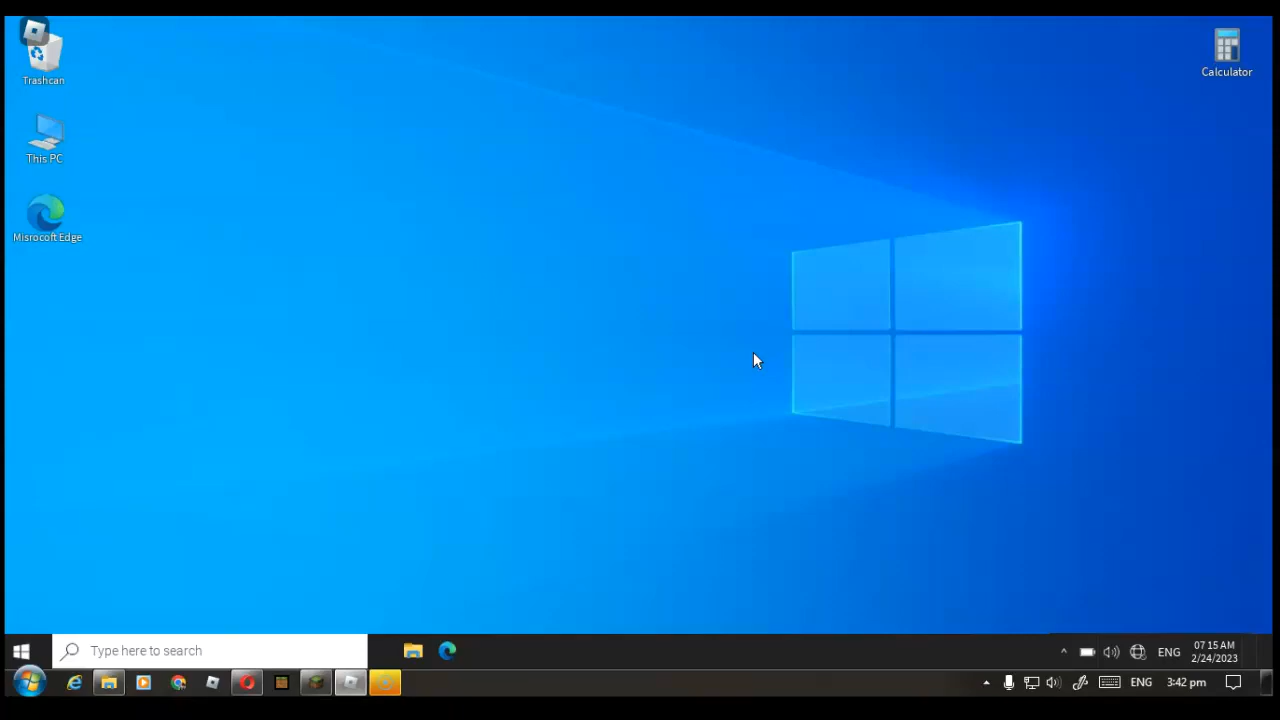 Trashcan
Calculator
This PC
Misrocoft Edge
Type here to search
ENG
07:15 AM
2/24/2023
ENG
3:42 pm